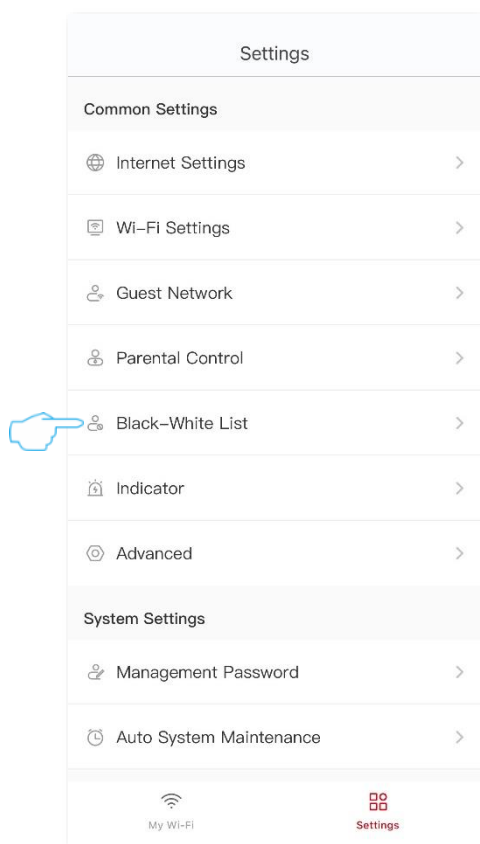 Settings
Common Settings
Internet Settings
Wi-Fi Settings
Guest Network
Parental Control
Black-White List
Indicator
Advanced
System Settings
Management Password
Auto System Maintenance
My Wi-Fi
Settings